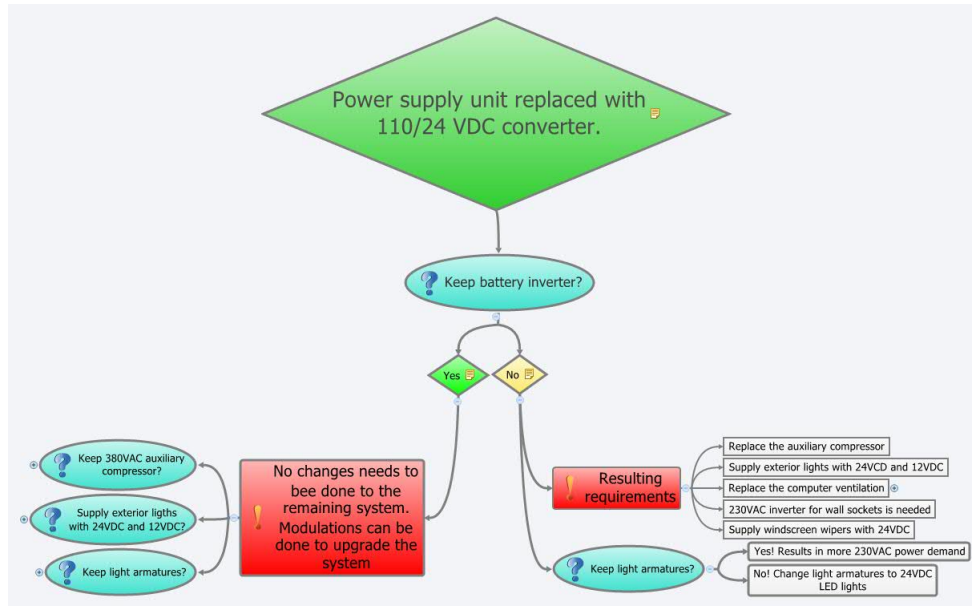 Power supply unit replaced with
110/24 VDC converter.
Keep battery inverter?
Yes
No
Keep 380VAC auxiliary
compressor?
Supply exterior ligths
with 24VDC and 12VDC?
Keep light armatures?
No changes needs to
bee done to the
remaining system.
Modulations can be
done to upgrade the
system
Resulting
requirements
Replace the auxiliary compressor
Supply exterior lights with 24VCD and 12VDC
Replace the computer ventilation
230VAC inverter for wall sockets is needed
Supply windscreen wipers with 24VDC
Keep light armatures?
Yes! Results in more 230VAC power demand
No! Change light armatures to 24VDC
LED lights